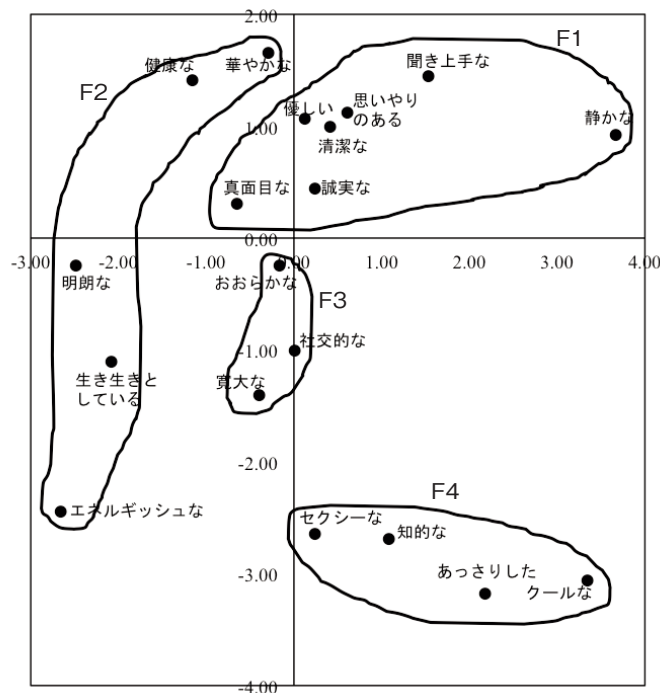 2.00
F1
健康な
華やかな
聞き上手な
F2
優しい
思いやり
のある
静かな
1.00
清潔な
真面目な
誠実な
0.00
-3.00
-2.00
-1.00
0.00
1.00
2.00
3.00
4.00
明朗な
おおらかな
F3
社交的な
-1.00
生き生きと
している
寛大な
-2.00
F4
エネルギッシュな
セクシーな
知的な
-3.00
あっさりした
クールな
-4.00